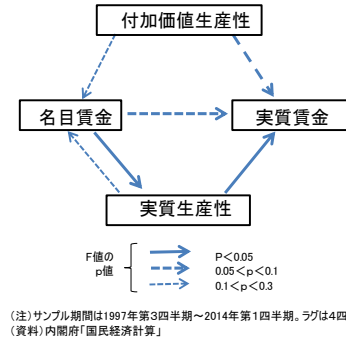 付加価値生産性
名目賃金
実質賃金
実質生産性
F値の
p値
P<0.05
0.05<p<0.1
0.1<p<0.3
(注)サンプル期間は1997年第3四半期~2014年第1四半期。ラグは4四
(資料)内閣府「国民経済計算」